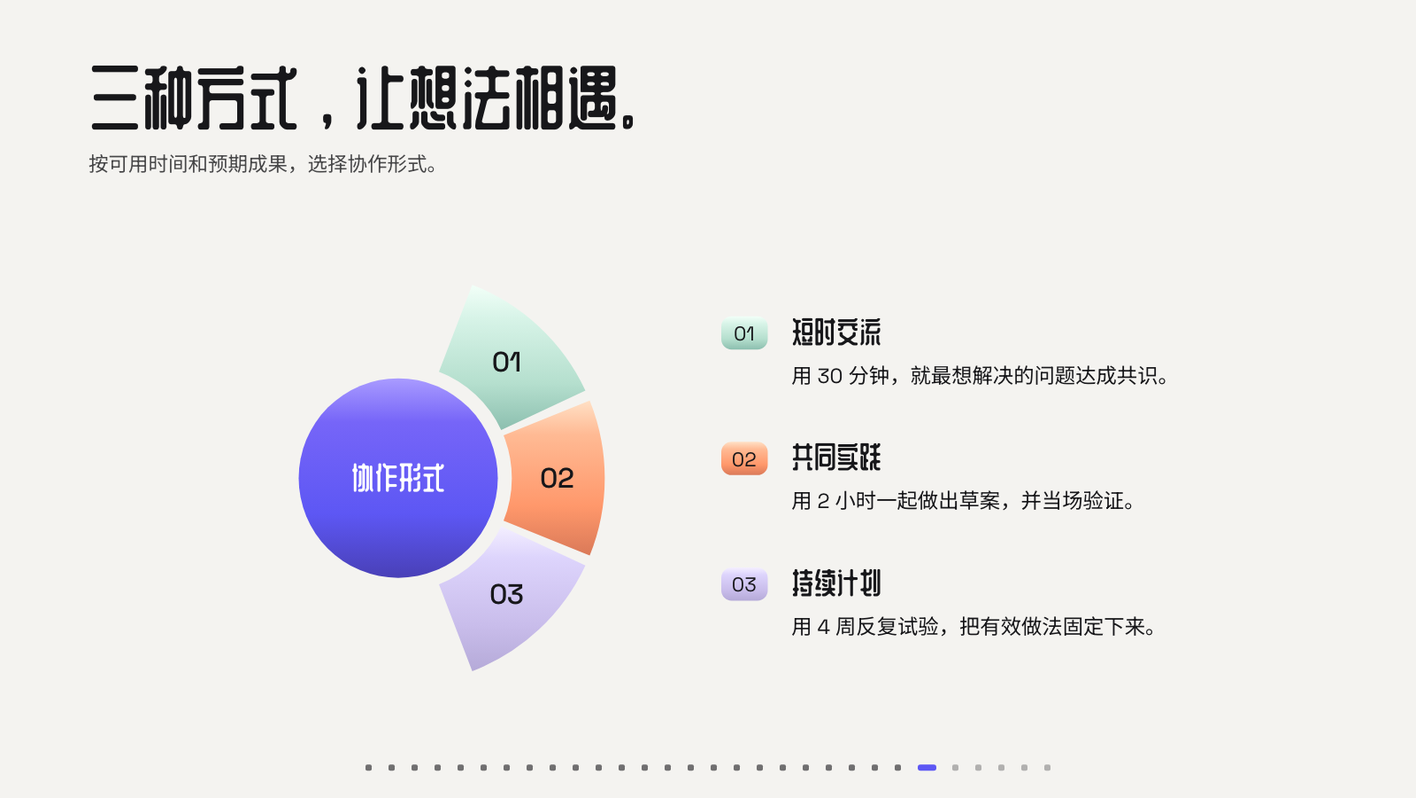 三种方式，让想法相遇。
按可用时间和预期成果，选择协作形式。
协作形式
01
02
03
01
短时交流
用 30 分钟，就最想解决的问题达成共识。
02
共同实践
用 2 小时一起做出草案，并当场验证。
03
持续计划
用 4 周反复试验，把有效做法固定下来。